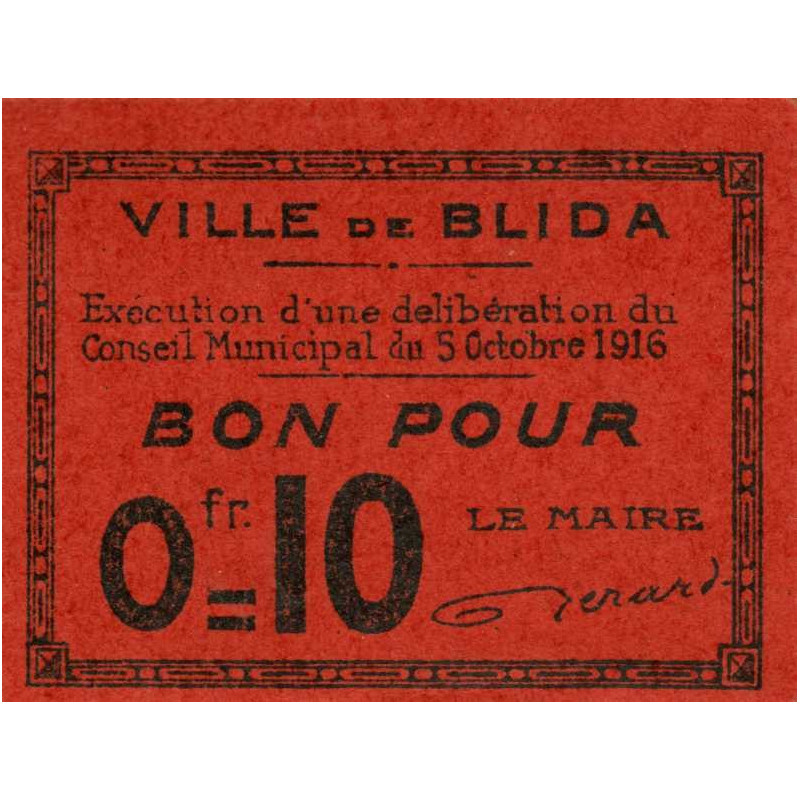 VILLE DE BLIDA
Exécution d'une delibération du
Conseil Municipal du 5 Octobre 1916
BON POUR
0 fr. = 10
LE MAIRE
Gerard